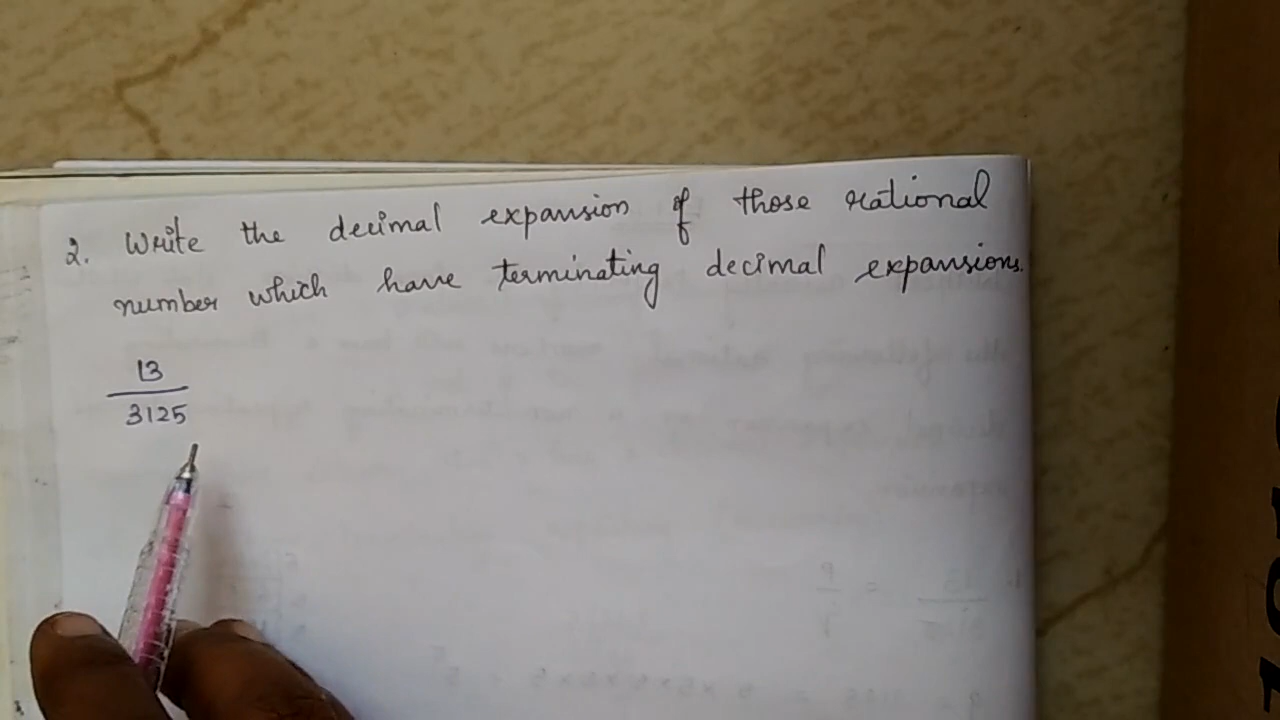 2. Write the decimal expansion of those rational
number which have terminating decimal expansions.
13
3125